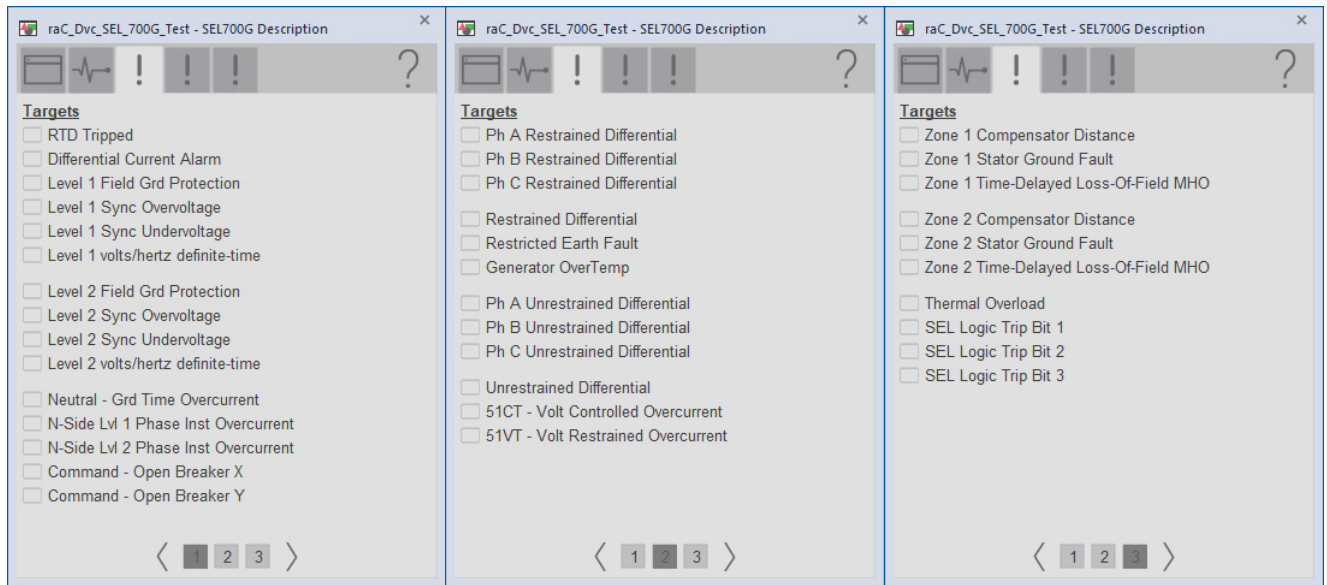 raC_Dvc_SEL_700G_Test - SEL700G Description
×
! ! !
?
Targets
RTD Tripped
Differential Current Alarm
Level 1 Field Grd Protection
Level 1 Sync Overvoltage
Level 1 Sync Undervoltage
Level 1 volts/hertz definite-time
Level 2 Field Grd Protection
Level 2 Sync Overvoltage
Level 2 Sync Undervoltage
Level 2 volts/hertz definite-time
Neutral - Grd Time Overcurrent
N-Side Lvl 1 Phase Inst Overcurrent
N-Side Lvl 2 Phase Inst Overcurrent
Command - Open Breaker X
Command - Open Breaker Y
1 2 3
raC_Dvc_SEL_700G_Test - SEL700G Description
×
! ! !
?
Targets
Ph A Restrained Differential
Ph B Restrained Differential
Ph C Restrained Differential
Restrained Differential
Restricted Earth Fault
Generator OverTemp
Ph A Unrestrained Differential
Ph B Unrestrained Differential
Ph C Unrestrained Differential
Unrestrained Differential
51CT - Volt Controlled Overcurrent
51VT - Volt Restrained Overcurrent
1 2 3
raC_Dvc_SEL_700G_Test - SEL700G Description
×
! ! !
?
Targets
Zone 1 Compensator Distance
Zone 1 Stator Ground Fault
Zone 1 Time-Delayed Loss-Of-Field MHO
Zone 2 Compensator Distance
Zone 2 Stator Ground Fault
Zone 2 Time-Delayed Loss-Of-Field MHO
Thermal Overload
SEL Logic Trip Bit 1
SEL Logic Trip Bit 2
SEL Logic Trip Bit 3
1 2 3